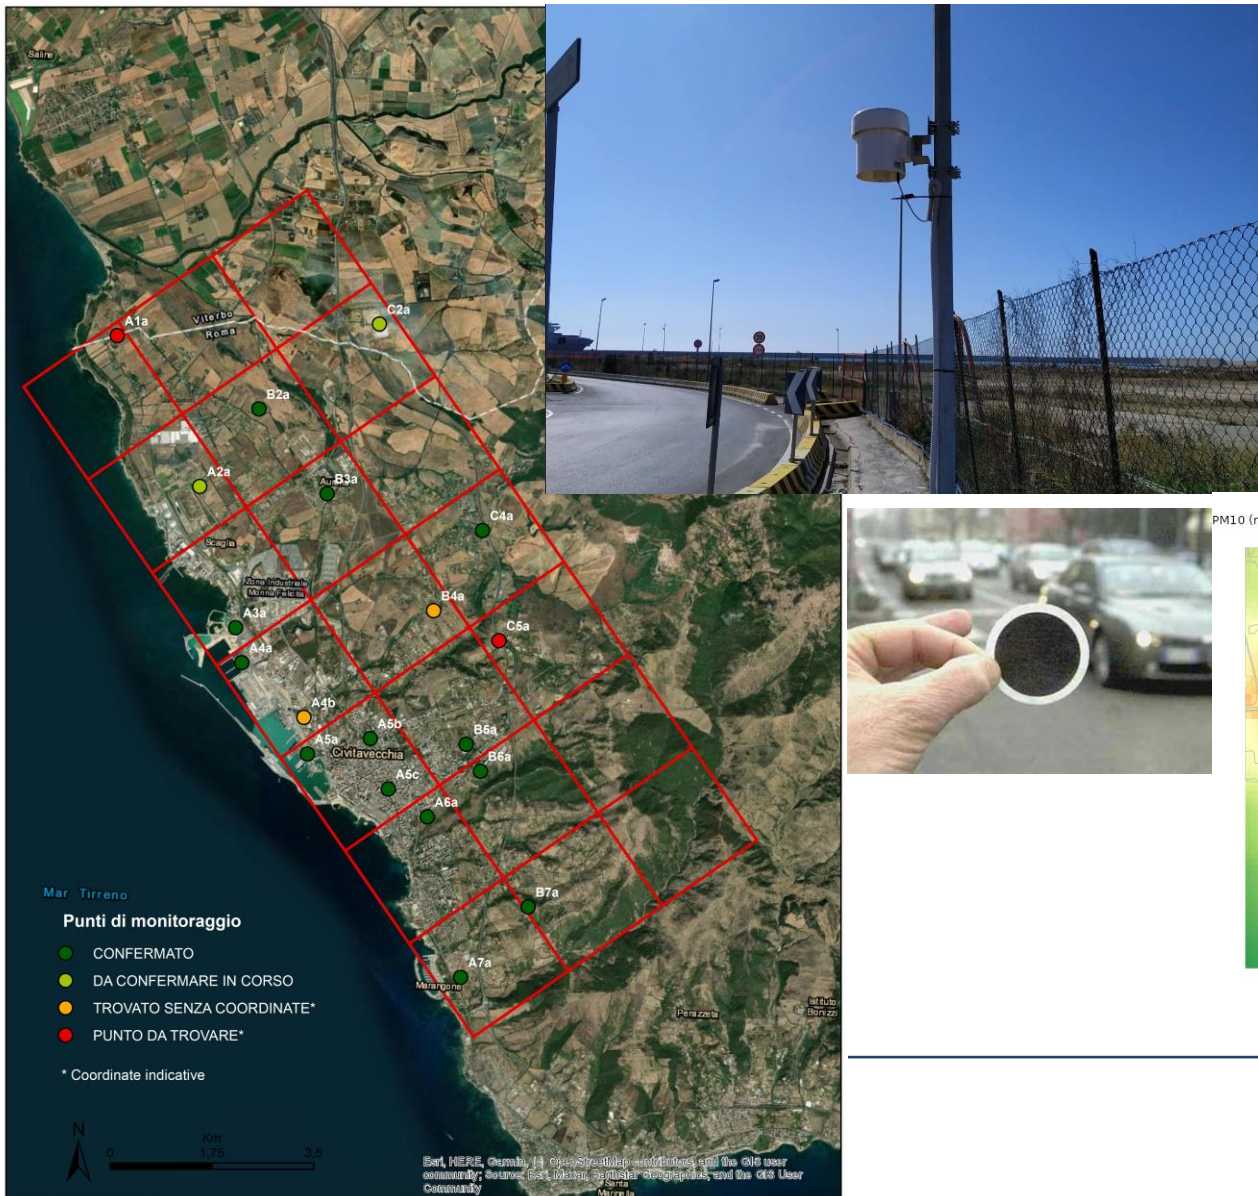 Saline
Viterbo
Roma
A1a
C2a
B2a
A2a
B3a
C4a
Scaglia
Zona Industriale
Monna Felicita
B4a
A3a
C5a
A4a
A4b
A5b
B5a
A5a
Civitavecchia
B6a
A5c
A6a
B7a
A7a
Marangone
Perazzeta
Istituto
Bonizzi
Mar Tirreno
Punti di monitoraggio
CONFERMATO
DA CONFERMARE IN CORSO
TROVATO SENZA COORDINATE*
PUNTO DA TROVARE*
* Coordinate indicative
N
Km
0 1,75 3,5
Esri, HERE, Garmin, (c) OpenStreetMap contributors, and the GIS user
community; Source: Esri, Maxar, Earthstar Geographics, and the GIS User
Community
Santa
Marinella
PM10 (